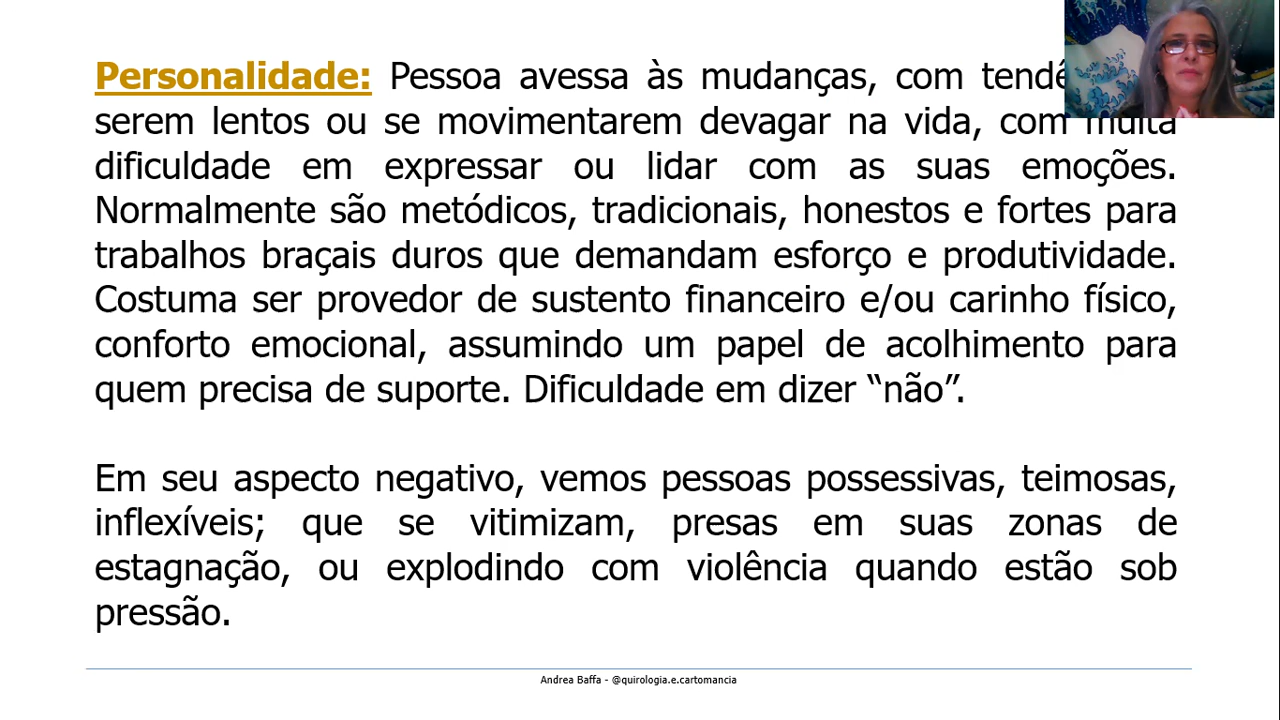 Personalidade: Pessoa avessa às mudanças, com
serem lentos ou se movimentarem devagar na vida, com muita
dificuldade em expressar ou lidar com as suas emoções.
Normalmente são metódicos, tradicionais, honestos e fortes para
trabalhos braçais duros que demandam esforço e produtividade.
Costuma ser provedor de sustento financeiro e/ou carinho físico,
conforto emocional, assumindo um papel de acolhimento para
quem precisa de suporte. Dificuldade em dizer “não”.
Em seu aspecto negativo, vemos pessoas possessivas, teimosas,
inflexíveis; que se vitimizam, presas em suas zonas de
estagnação, ou explodindo com violência quando estão sob
pressão.
Andrea Baffa - @quirologia.e.cartomancia